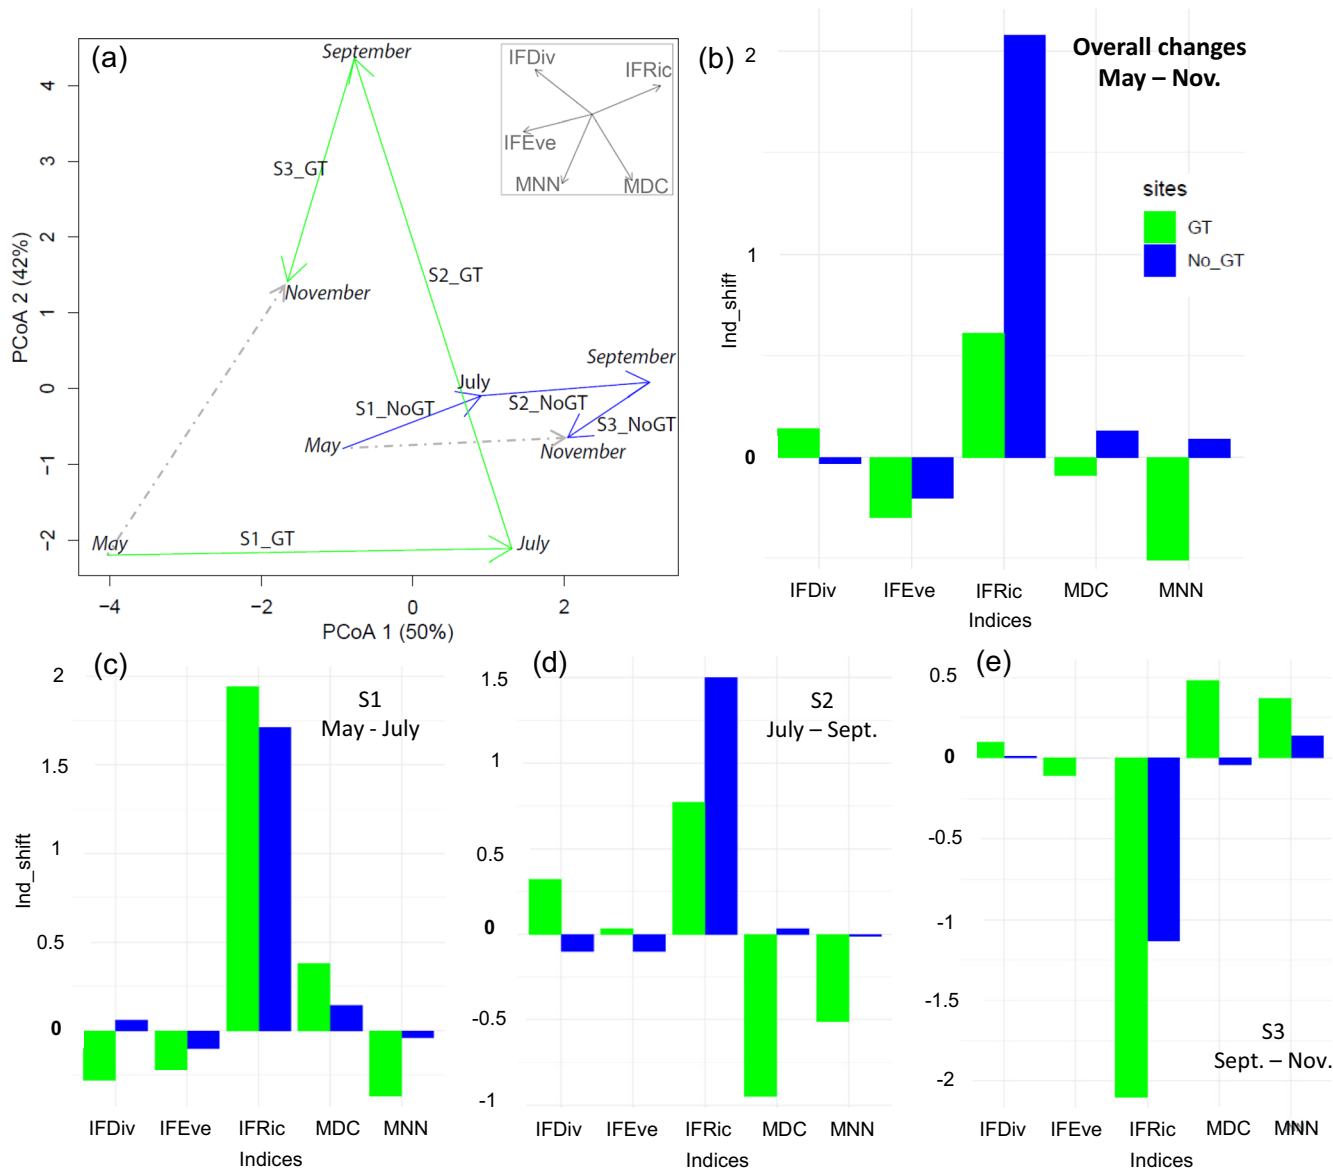 (a)
September
4
3
2
1
0
−1
−2
PCoA 2 (42%)
IFDiv
IFRic
IFEve
MNN
MDC
S3_GT
S2_GT
November
September
July
S1_NoGT
S2_NoGT
S3_NoGT
May
November
May
S1_GT
July
−4
−2
0
2
PCoA 1 (50%)
(b)
Overall changes
May – Nov.
2
1
0
Ind_shift
sites
GT
No_GT
IFDiv
IFEve
IFRic
MDC
MNN
Indices
(c)
S1
May - July
2
1.5
1
0.5
0
Ind_shift
IFDiv
IFEve
IFRic
MDC
MNN
Indices
(d)
S2
July – Sept.
1.5
1
0.5
0
-0.5
-1
IFDiv
IFEve
IFRic
MDC
MNN
Indices
(e)
0.5
0
-0.5
-1
-1.5
-2
S3
Sept. – Nov.
IFDiv
IFEve
IFRic
MDC
MNN
Indices